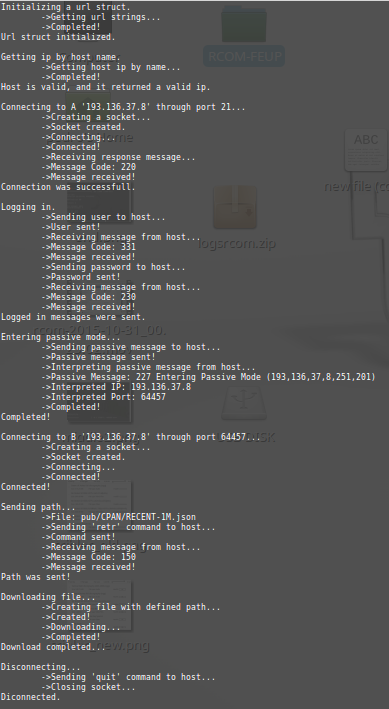 Initializing a url struct.
->Getting url strings...
->Completed!
Url struct initialized.
RCOM-FEUP
Getting ip by host name.
->Getting host ip by name...
->Completed!
Host is valid, and it returned a valid ip.
Connecting to A '193.136.37.8' through port 21...
->Creating a socket...
->Socket created.
->Connecting...
->Connected!
->Receiving response message...
->Message Code: 220
->Message received!
Connection was successfull.
ABC
Logging in.
->Sending user to host...
->User sent!
->Receiving message from host...
->Message Code: 331
->Message received!
->Sending password to host...
->Password sent!
->Receiving message from host...
->Message Code: 230
->Message received!
Logged in messages were sent.
logsrcom.zip
Entering passive mode...
->Sending passive message to host...
->Passive message sent!
->Interpreting passive message from host...
->Passive Message: 227 Entering Passive Mode (193,136,37,8,251,201)
->Interpreted IP: 193.136.37.8
->Interpreted Port: 64457
->Completed!
Completed!
Connecting to B '193.136.37.8' through port 64457...
->Creating a socket...
->Socket created.
->Connecting...
->Connected!
Connected!
Sending path...
->File: pub/CPAN/RECENT-1M.json
->Sending 'retr' command to host...
->Command sent!
->Receiving message from host...
->Message Code: 150
->Message received!
Path was sent!
Downloading file...
->Creating file with defined path...
->Created!
->Downloading...
->Completed!
Download completed...
Disconnecting...
->Sending 'quit' command to host...
->Closing socket...
Diconnected.